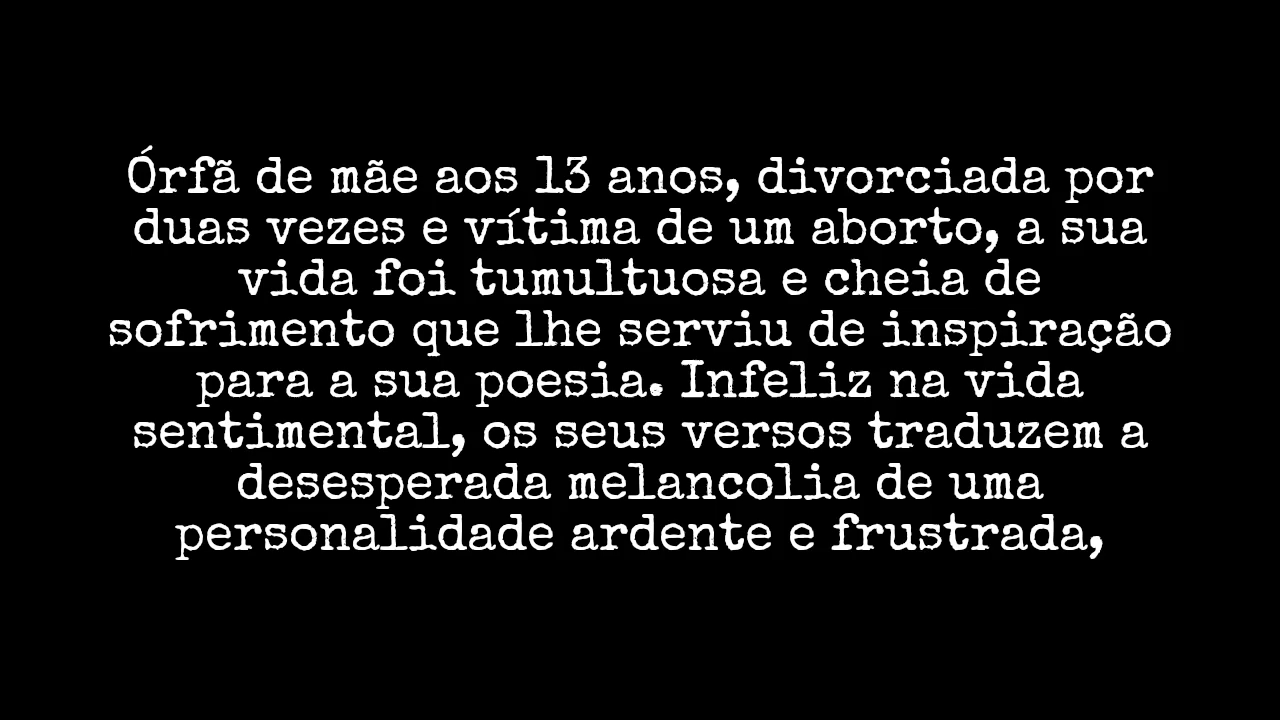 Órfã de mãe aos 13 anos, divorciada por
duas vezes e vítima de um aborto, a sua
vida foi tumultuosa e cheia de
sofrimento que lhe serviu de inspiração
para a sua poesia. Infeliz na vida
sentimental, os seus versos traduzem a
desesperada melancolia de uma
personalidade ardente e frustrada,